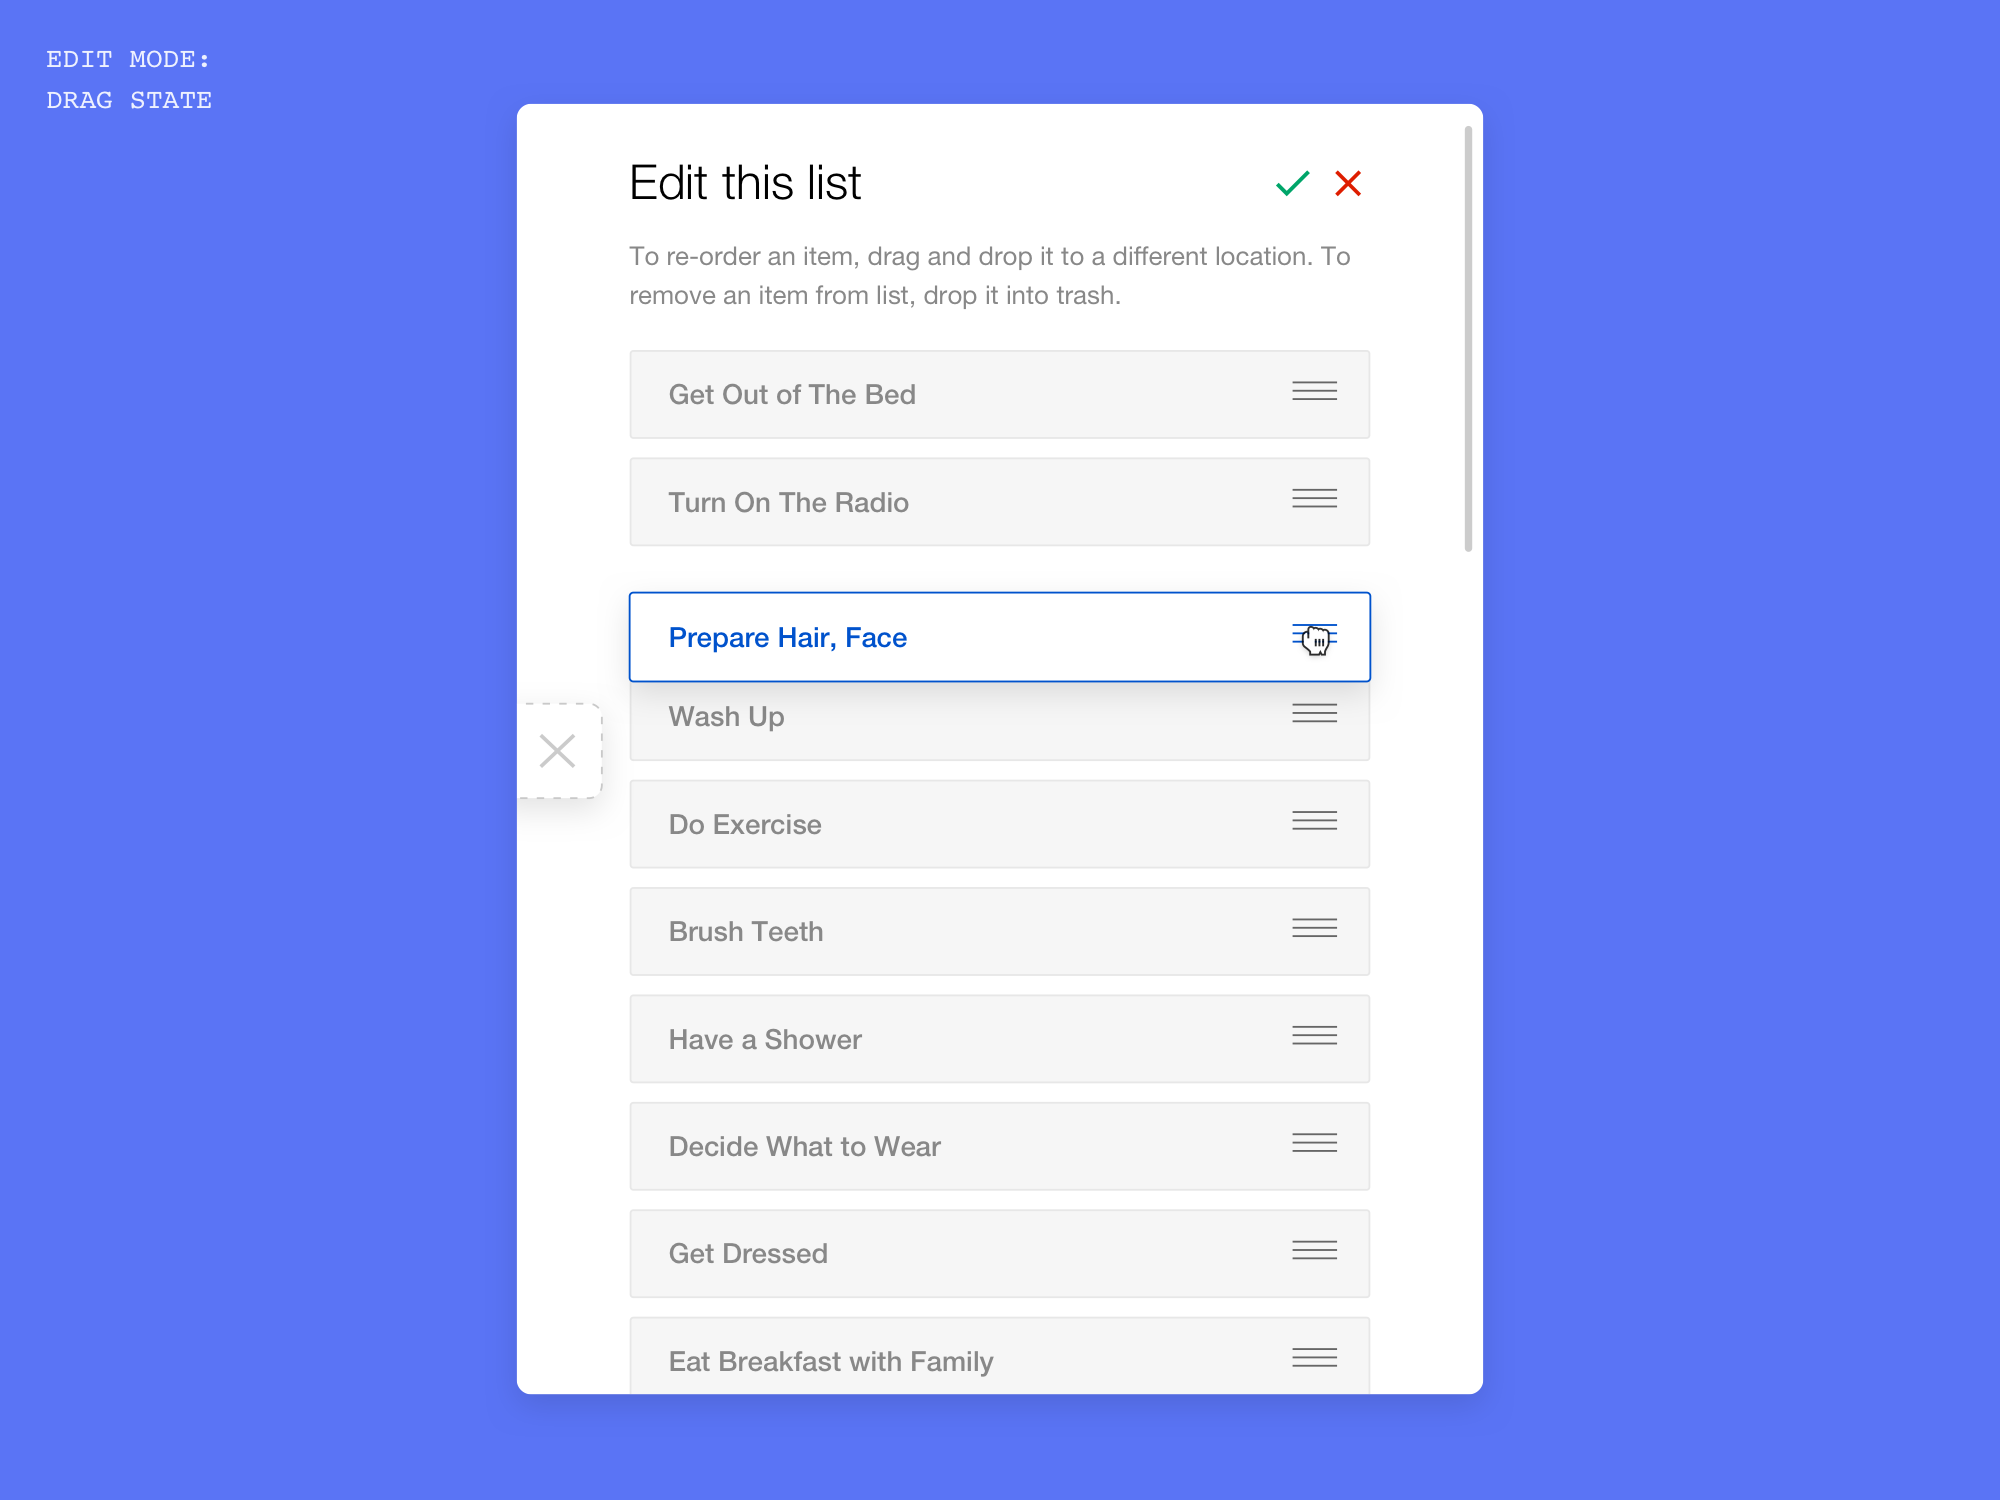 EDIT MODE:
DRAG STATE
Edit this list
To re-order an item, drag and drop it to a different location. To
remove an item from list, drop it into trash.
Get Out of The Bed
Turn On The Radio
Prepare Hair, Face
Wash Up
Do Exercise
Brush Teeth
Have a Shower
Decide What to Wear
Get Dressed
Eat Breakfast with Family